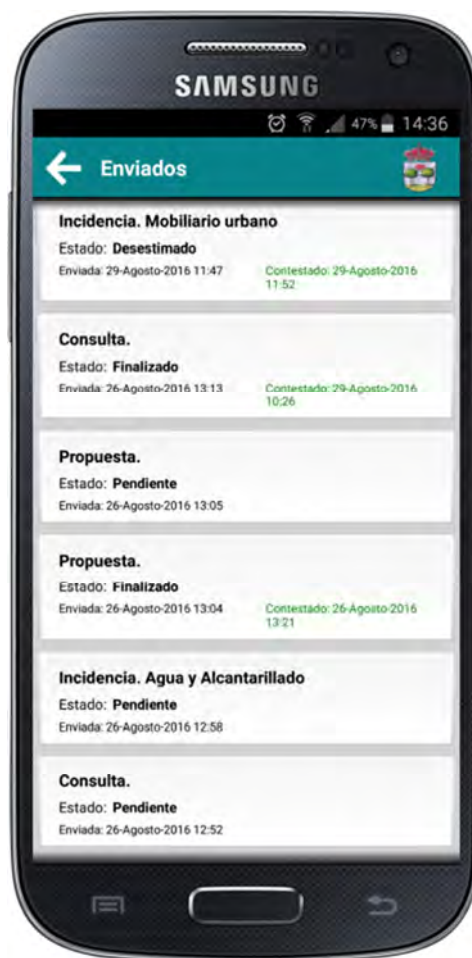 SAMSUNG
47% 14:36
Enviados
Incidencia. Mobiliario urbano
Estado: Desestimado
Enviada: 29-Agosto-2016 11:47 Contestado: 29-Agosto-2016
11:52
Consulta.
Estado: Finalizado
Enviada: 26-Agosto-2016 13:13 Contestado: 29-Agosto-2016
10:26
Propuesta.
Estado: Pendiente
Enviada: 26-Agosto-2016 13:05
Propuesta.
Estado: Finalizado
Enviada: 26-Agosto-2016 13:04 Contestado: 26-Agosto-2016
13:21
Incidencia. Agua y Alcantarillado
Estado: Pendiente
Enviada: 26-Agosto-2016 12:58
Consulta.
Estado: Pendiente
Enviada: 26-Agosto-2016 12:52